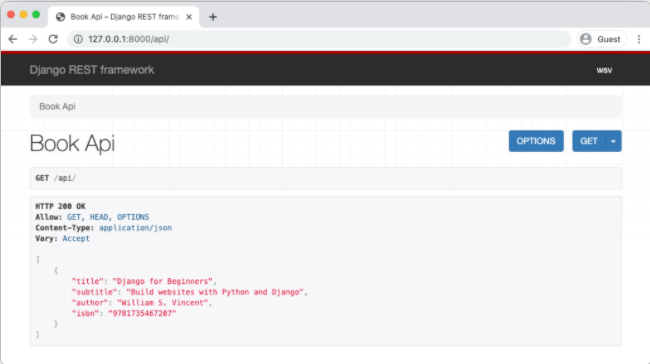 Book Api – Django REST frame
127.0.0.1:8000/api/
Guest
Django REST framework
wsv
Book Api
Book Api
OPTIONS
GET
GET /api/
HTTP 200 OK
Allow: GET, HEAD, OPTIONS
Content-Type: application/json
Vary: Accept
[
{
"title": "Django for Beginners",
"subtitle": "Build websites with Python and Django",
"author": "William S. Vincent",
"isbn": "9781735467207"
}
]